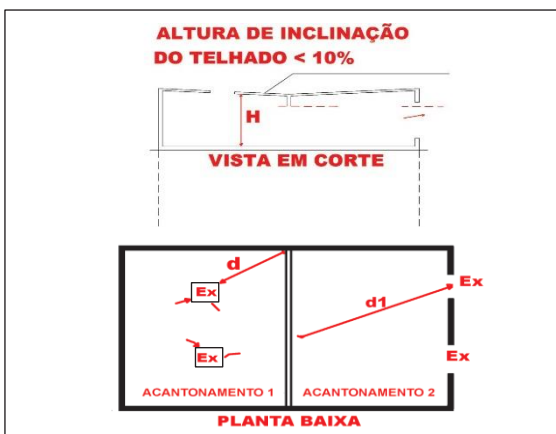 ALTURA DE INCLINAÇÃO
DO TELHADO < 10%
H
VISTA EM CORTE
d
Ex
Ex
d1
Ex
Ex
ACANTONAMENTO 1
ACANTONAMENTO 2
PLANTA BAIXA